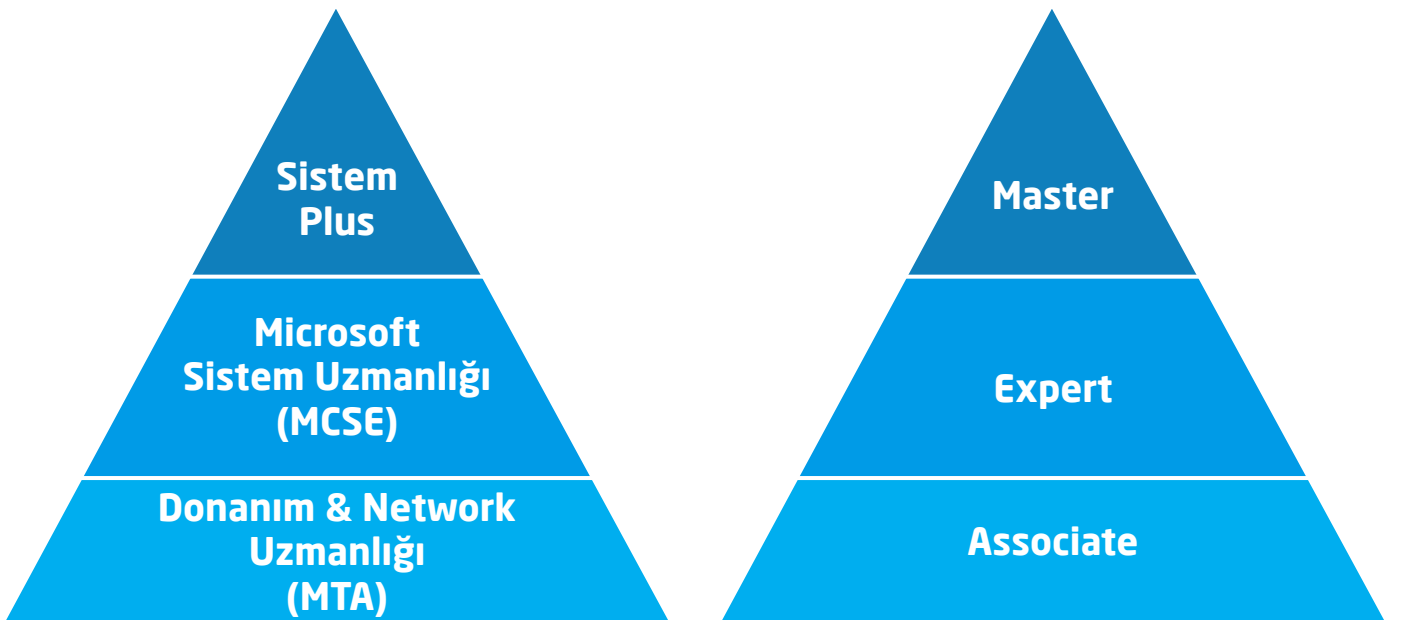 Sistem
Plus
Microsoft
Sistem Uzmanlığı
(MCSE)
Donanım & Network
Uzmanlığı
(MTA)
Master
Expert
Associate